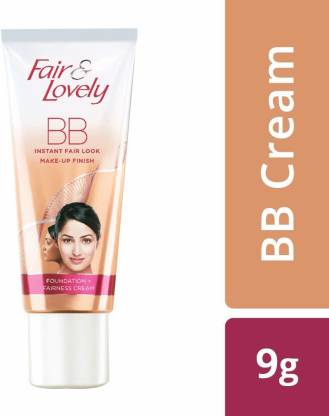 Fair &
Lovely
BB
INSTANT FAIR LOOK
MAKE-UP FINISH
FOUNDATION +
FAIRNESS CREAM
BB Cream
9g